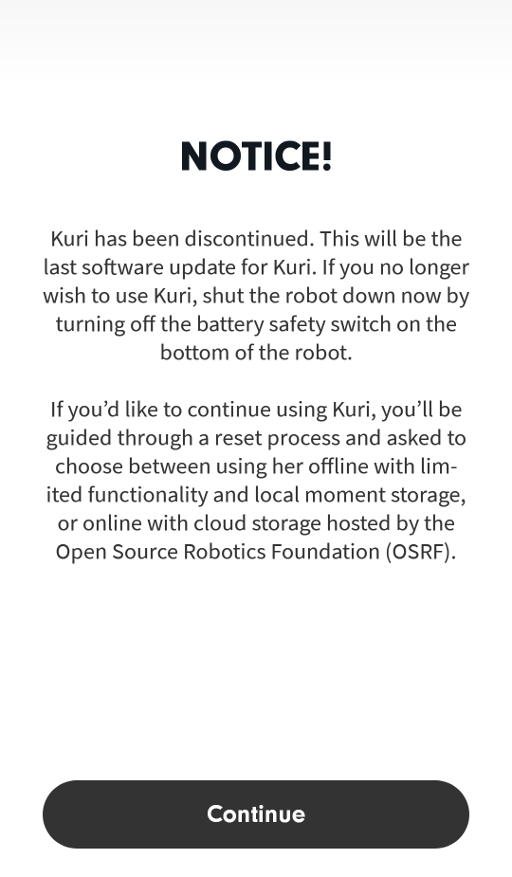 NOTICE!
Kuri has been discontinued. This will be the
last software update for Kuri. If you no longer
wish to use Kuri, shut the robot down now by
turning off the battery safety switch on the
bottom of the robot.
If you’d like to continue using Kuri, you’ll be
guided through a reset process and asked to
choose between using her offline with lim-
ited functionality and local moment storage,
or online with cloud storage hosted by the
Open Source Robotics Foundation (OSRF).
Continue